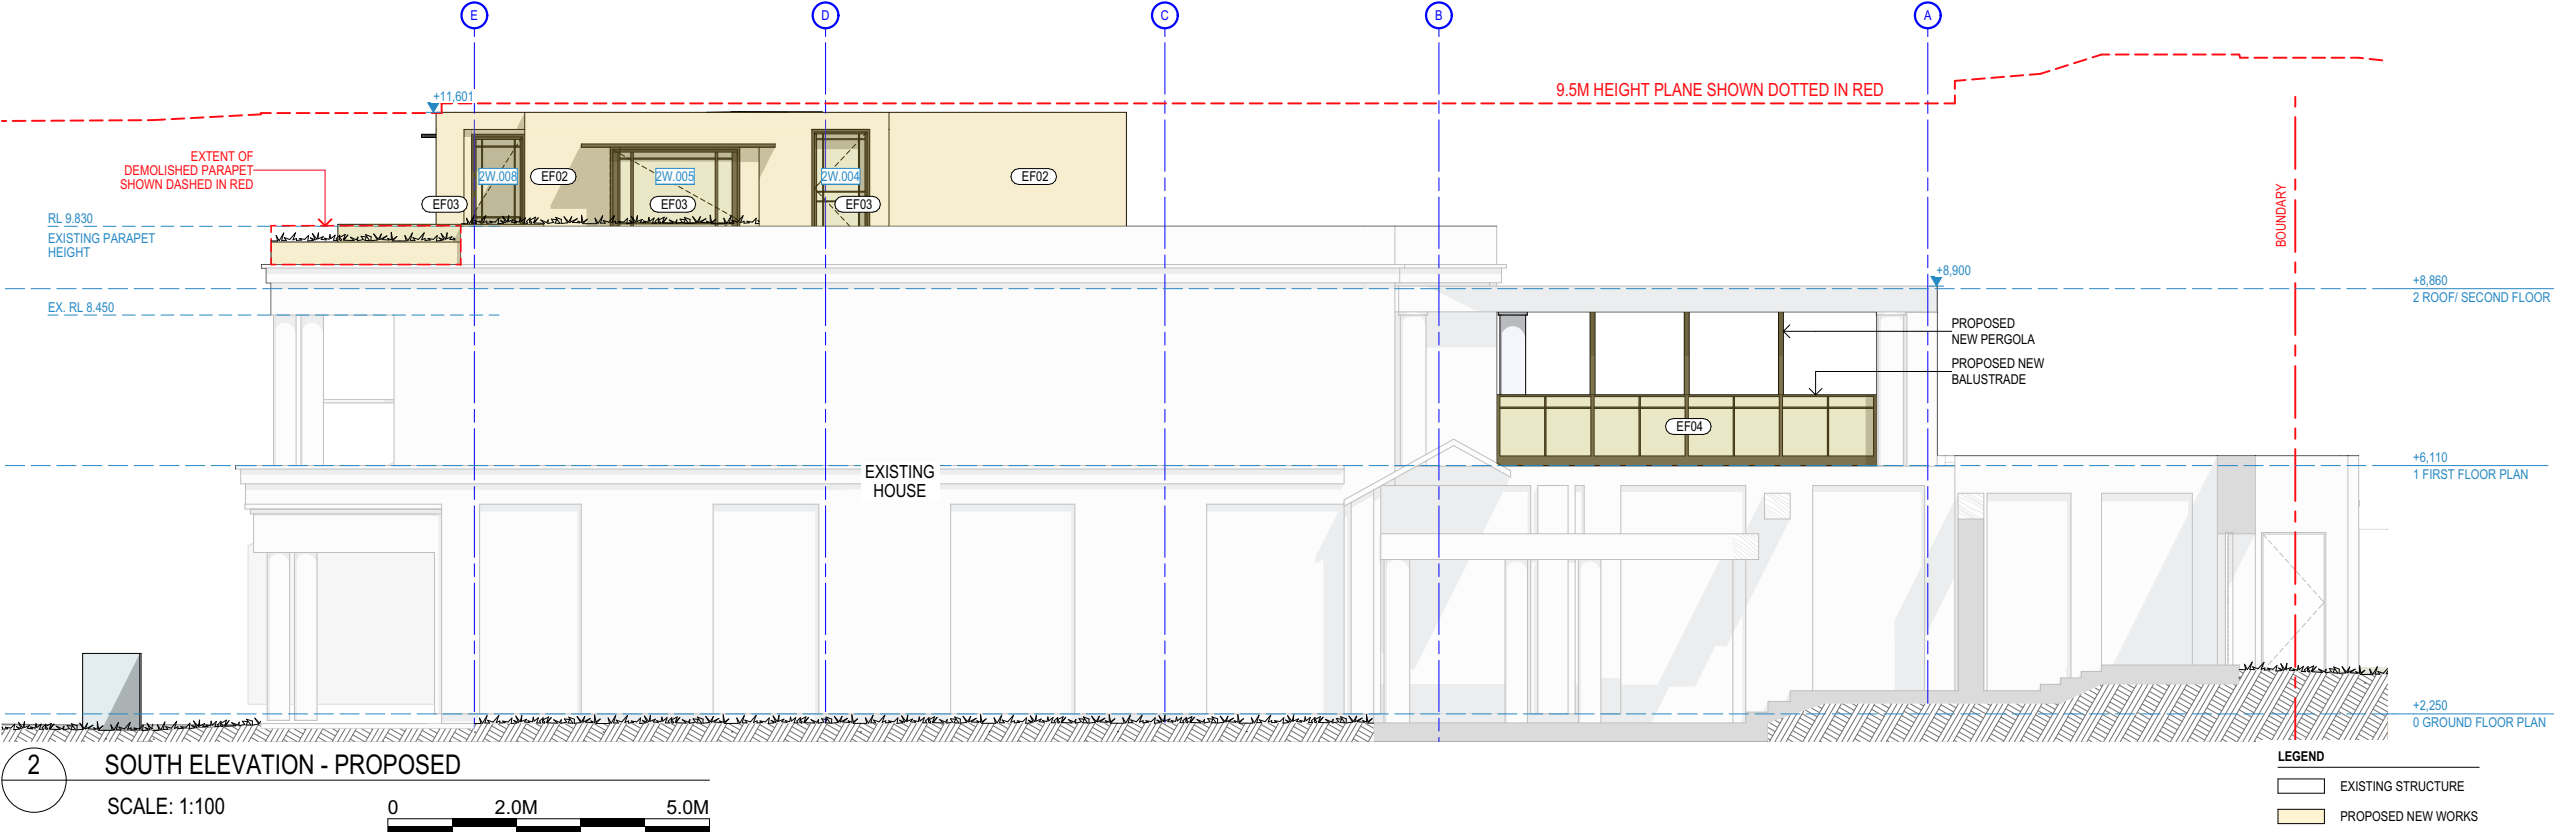 E
D
C
B
A
9.5M HEIGHT PLANE SHOWN DOTTED IN RED
+11,601
EXTENT OF
DEMOLISHED PARAPET
SHOWN DASHED IN RED
2W.008
EF02
2W.005
2W.004
EF02
EF03
EF03
EF03
RL 9.830
EXISTING PARAPET
HEIGHT
BOUNDARY
+8,900
+8,860
2 ROOF/ SECOND FLOOR
EX. RL 8.450
PROPOSED
NEW PERGOLA
PROPOSED NEW
BALUSTRADE
EF04
EXISTING
HOUSE
+6,110
1 FIRST FLOOR PLAN
+2,250
0 GROUND FLOOR PLAN
2
SOUTH ELEVATION - PROPOSED
SCALE: 1:100
0
2.0M
5.0M
LEGEND
EXISTING STRUCTURE
PROPOSED NEW WORKS